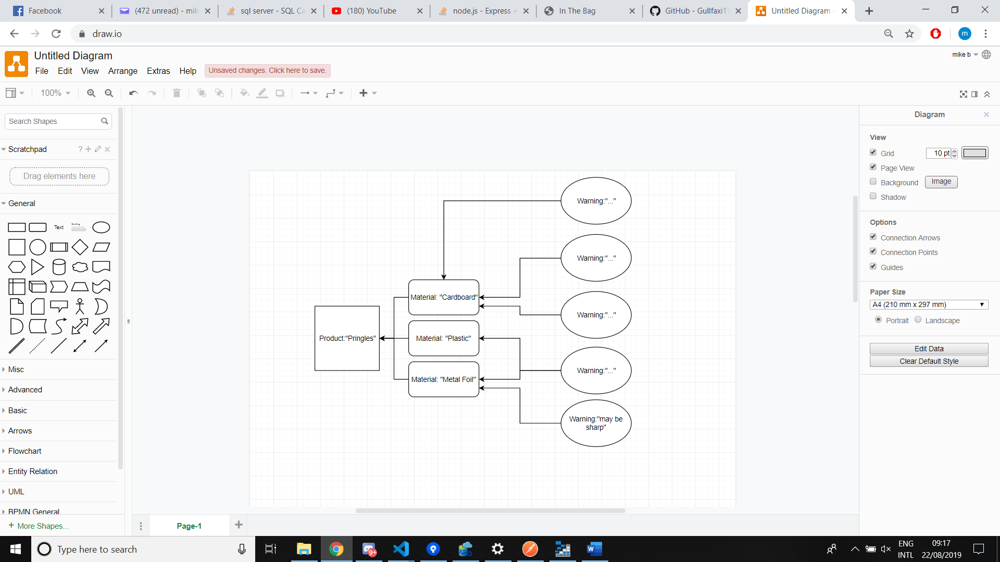 Facebook
(472 unread) - mik
sql server - SQL Ca
(180) YouTube
node.js - Express +
In The Bag
GitHub - Gullfaxi17
Untitled Diagram -
draw.io
m
Untitled Diagram
mike b
File Edit View Arrange Extras Help
Unsaved changes. Click here to save.
100%
Search Shapes
Scratchpad
?
Drag elements here
General
Text
Heading
Misc
Advanced
Basic
Arrows
Flowchart
Entity Relation
UML
BPMN General
+ More Shapes...
Warning:"..."
Warning:"..."
Material: "Cardboard"
Warning:"..."
Product:"Pringles"
Material: "Plastic"
Warning:"..."
Material: "Metal Foil"
Warning:"may be
sharp"
Page-1
Diagram
View
Grid
10 pt
Page View
Background
Image
Shadow
Options
Connection Arrows
Connection Points
Guides
Paper Size
A4 (210 mm x 297 mm)
Portrait
Landscape
Edit Data
Clear Default Style
Type here to search
9+
W
ENG
INTL
09:17
22/08/2019